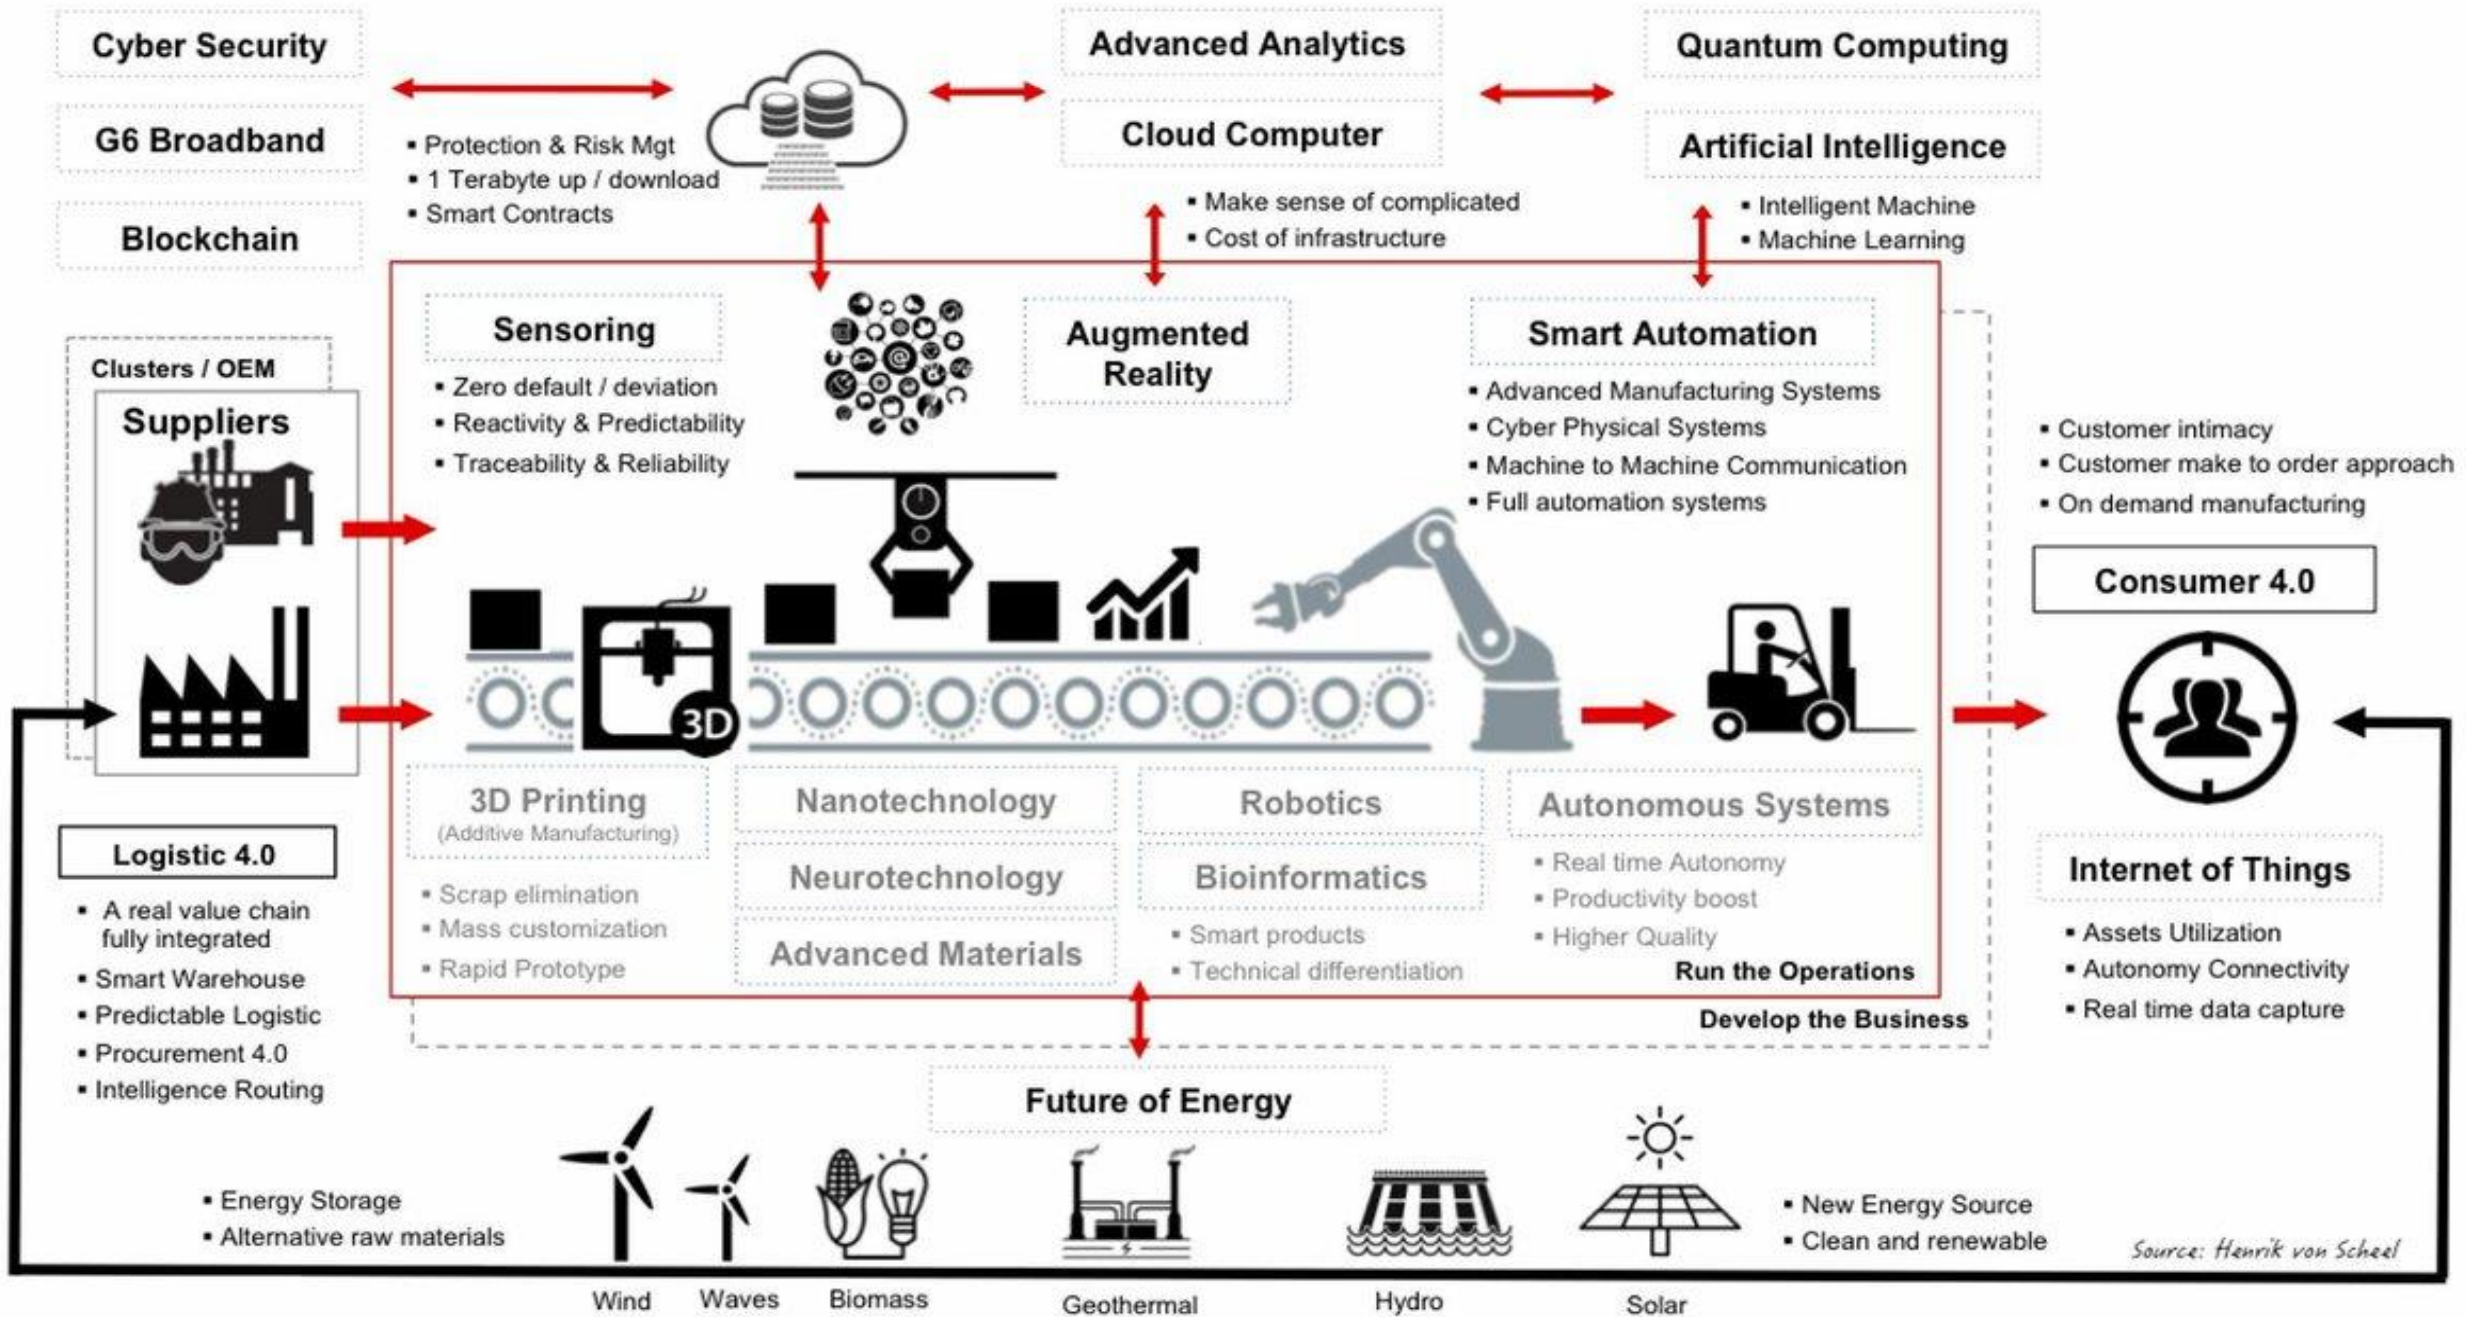 Cyber Security
G6 Broadband
Blockchain
▪ Protection & Risk Mgt
▪ 1 Terabyte up / download
▪ Smart Contracts
Advanced Analytics
Cloud Computer
▪ Make sense of complicated
▪ Cost of infrastructure
Quantum Computing
Artificial Intelligence
▪ Intelligent Machine
▪ Machine Learning
Clusters / OEM
Suppliers
Sensoring
▪ Zero default / deviation
▪ Reactivity & Predictability
▪ Traceability & Reliability
Augmented
Reality
Smart Automation
▪ Advanced Manufacturing Systems
▪ Cyber Physical Systems
▪ Machine to Machine Communication
▪ Full automation systems
▪ Customer intimacy
▪ Customer make to order approach
▪ On demand manufacturing
Consumer 4.0
3D
Logistic 4.0
▪ A real value chain
fully integrated
▪ Smart Warehouse
▪ Predictable Logistic
▪ Procurement 4.0
▪ Intelligence Routing
3D Printing
(Additive Manufacturing)
▪ Scrap elimination
▪ Mass customization
▪ Rapid Prototype
Nanotechnology
Neurotechnology
Advanced Materials
Robotics
Bioinformatics
▪ Smart products
▪ Technical differentiation
Autonomous Systems
▪ Real time Autonomy
▪ Productivity boost
▪ Higher Quality
Run the Operations
Develop the Business
Internet of Things
▪ Assets Utilization
▪ Autonomy Connectivity
▪ Real time data capture
Future of Energy
▪ Energy Storage
▪ Alternative raw materials
▪ New Energy Source
▪ Clean and renewable
Source: Henrik von Scheel
Wind
Waves
Biomass
Geothermal
Hydro
Solar